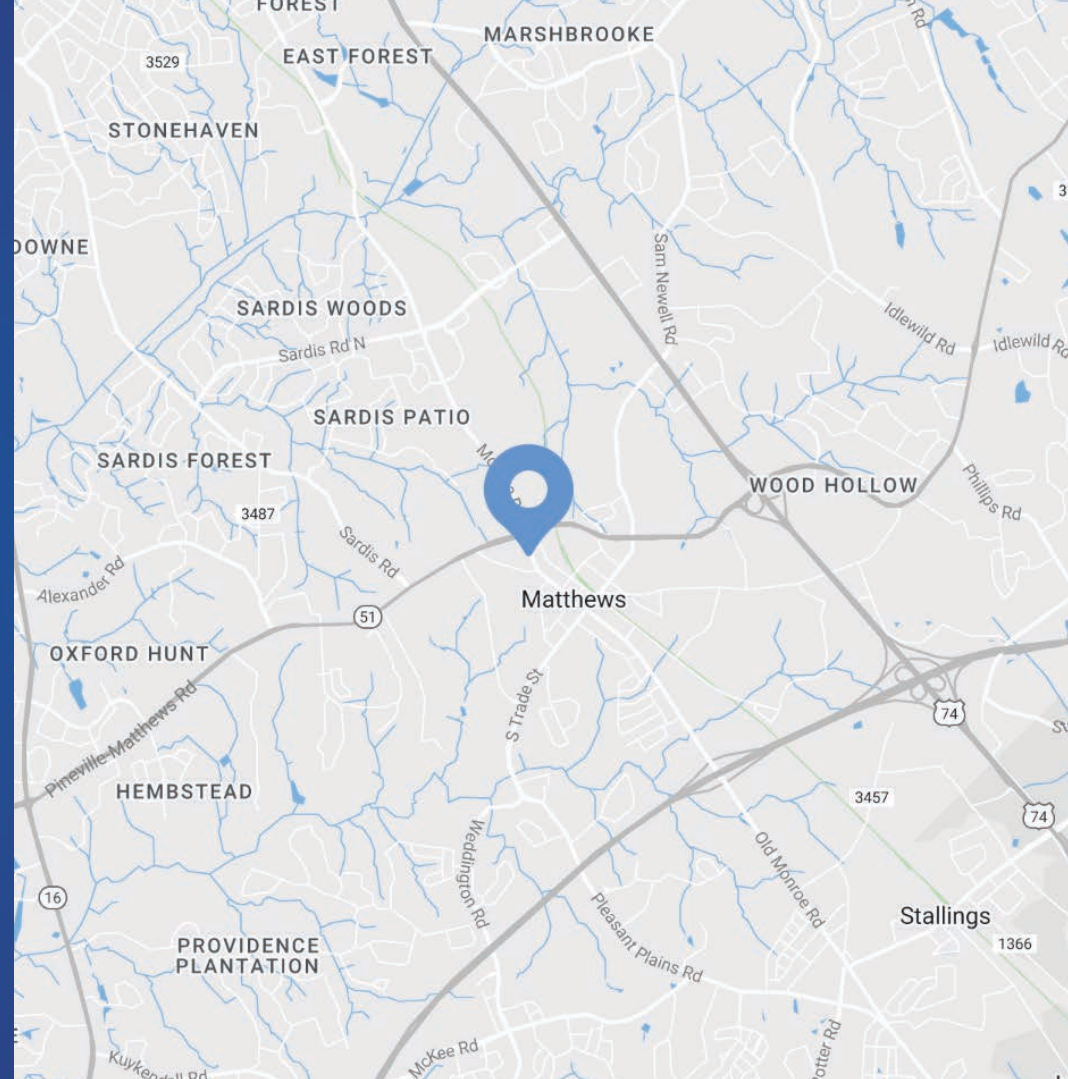 FOREST
MARSHBROOKE
EAST FOREST
3529
STONEHAVEN
Sam Newell Rd
SARDIS WOODS
Idlewild Rd
Idlewild Rd
Sardis Rd N
SARDIS PATIO
SARDIS FOREST
WOOD HOLLOW
Phillips Rd
3487
Sardis Rd
Alexander Rd
Matthews
51
OXFORD HUNT
S Trade St
Pineville-Matthews Rd
74
HEMBSTEAD
3457
74
Weddington Rd
Old Monroe Rd
16
Pleasant Plains Rd
Stallings
1366
PROVIDENCE
PLANTATION
McKee Rd